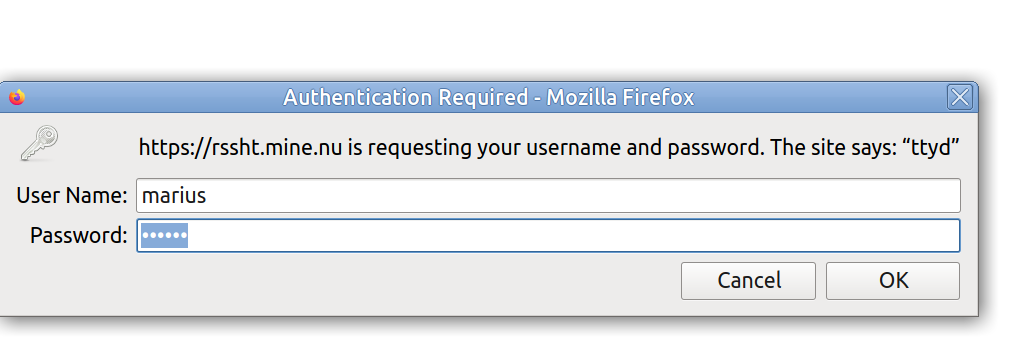 Authentication Required - Mozilla Firefox
https://rssht.mine.nu is requesting your username and password. The site says: “ttyd”
User Name: marius
Password: ••••••
Cancel OK